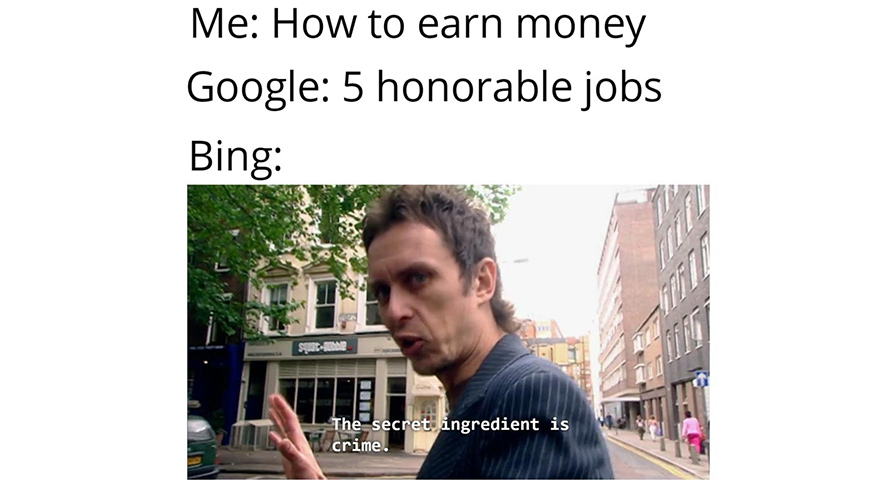 Me: How to earn money
Google: 5 honorable jobs
Bing:
The secret ingredient is
crime.